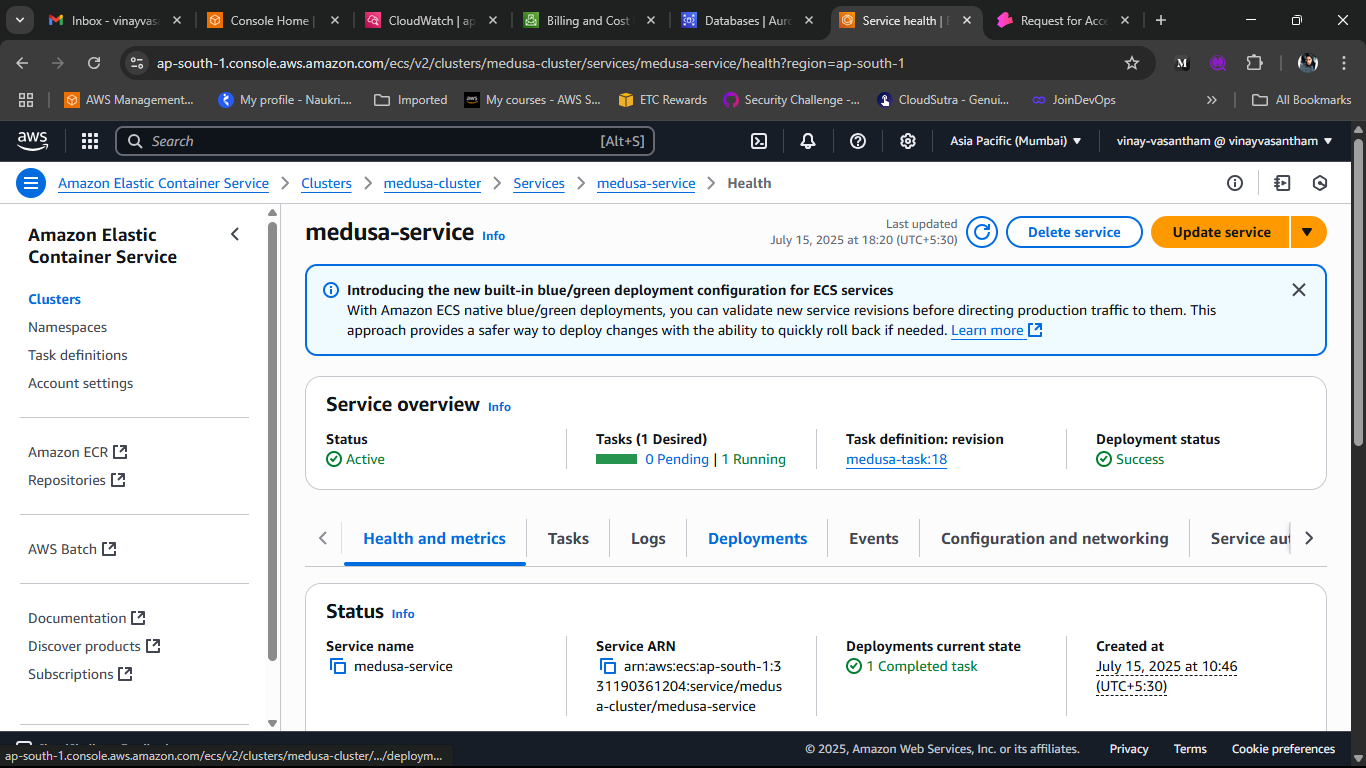 Inbox - vinayvas
Console Home |
CloudWatch | ap
Billing and Cost
Databases | Auro
Service health | E
Request for Acce
ap-south-1.console.aws.amazon.com/ecs/v2/clusters/medusa-cluster/services/medusa-service/health?region=ap-south-1
AWS Management...
My profile - Naukri....
Imported
My courses - AWS S...
ETC Rewards
Security Challenge -...
CloudSutra - Genui...
JoinDevOps
All Bookmarks
aws
Search
[Alt+S]
Asia Pacific (Mumbai)
vinay-vasantham @ vinayvasantham
Amazon Elastic Container Service
Clusters
medusa-cluster
Services
medusa-service
Health
Amazon Elastic
Container Service
Clusters
Namespaces
Task definitions
Account settings
Amazon ECR
Repositories
AWS Batch
Documentation
Discover products
Subscriptions
medusa-service Info
Last updated
July 15, 2025 at 18:20 (UTC+5:30)
Delete service
Update service
Introducing the new built-in blue/green deployment configuration for ECS services
With Amazon ECS native blue/green deployments, you can validate new service revisions before directing production traffic to them. This
approach provides a safer way to deploy changes with the ability to quickly roll back if needed. Learn more
Service overview Info
Status
Active
Tasks (1 Desired)
0 Pending | 1 Running
Task definition: revision
medusa-task:18
Deployment status
Success
Health and metrics
Tasks
Logs
Deployments
Events
Configuration and networking
Service aut
Status Info
Service name
medusa-service
Service ARN
arn:aws:ecs:ap-south-1:3
31190361204:service/medus
a-cluster/medusa-service
Deployments current state
1 Completed task
Created at
July 15, 2025 at 10:46
(UTC+5:30)
ap-south-1.console.aws.amazon.com/ecs/v2/clusters/medusa-cluster/.../deploym...
© 2025, Amazon Web Services, Inc. or its affiliates.
Privacy
Terms
Cookie preferences